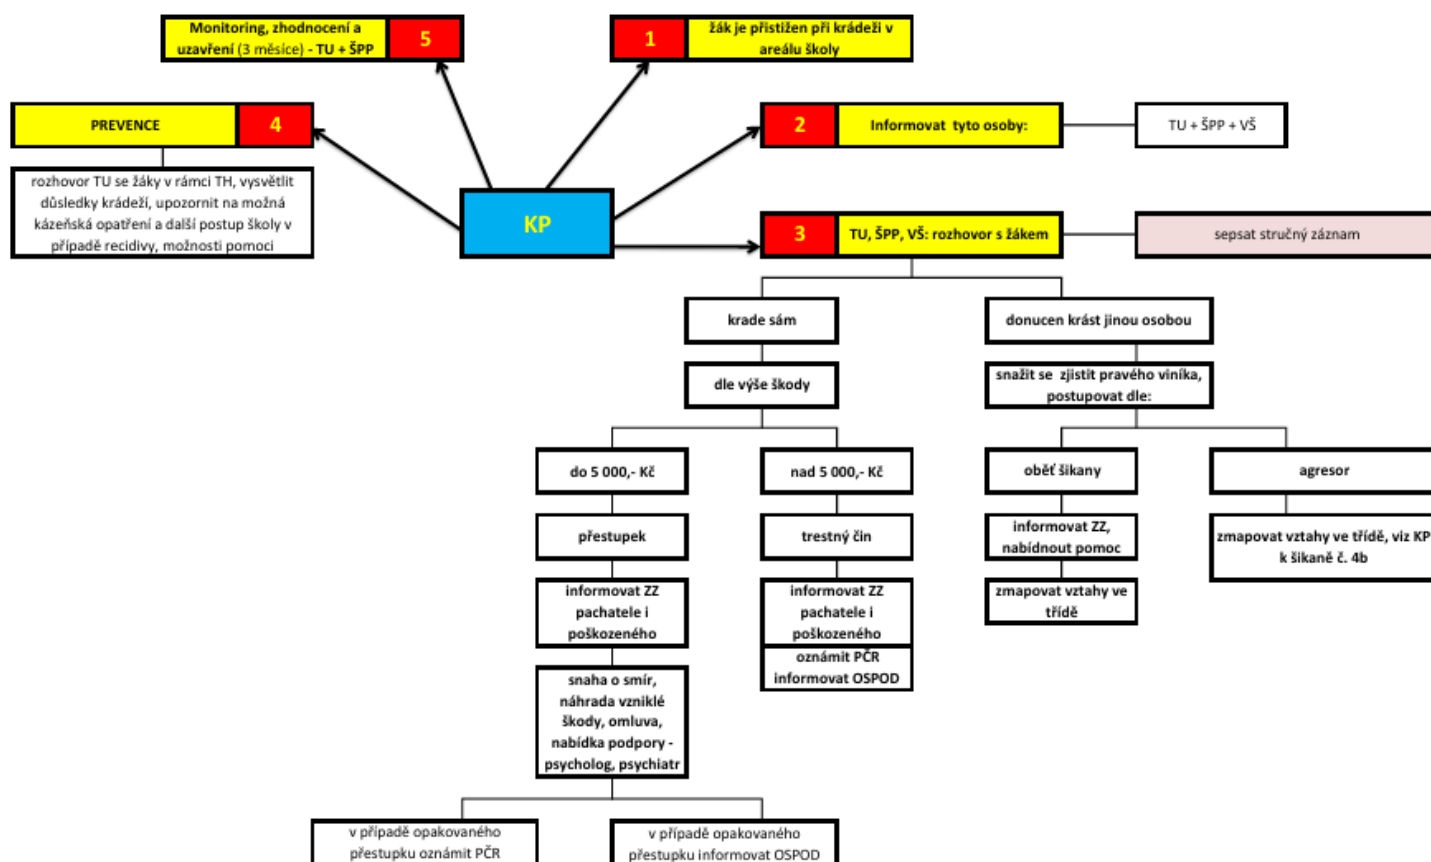 Monitoring, zhodnocení a
uzavření (3 měsíce) - TU + ŠPP
5
1
žák je přistižen při krádeži v
areálu školy
PREVENCE
4
2
Informovat tyto osoby:
TU + ŠPP + VŠ
rozhovor TU se žáky v rámci TH, vysvětlit
důsledky krádeží, upozornit na možná
kázeňská opatření a další postup školy v
případě recidivy, možnosti pomoci
KP
3
TU, ŠPP, VŠ: rozhovor s žákem
sepsat stručný záznam
krade sám
donucen krást jinou osobou
dle výše škody
snažit se zjistit pravého viníka,
postupovat dle:
do 5 000,- Kč
nad 5 000,- Kč
oběť šikany
agresor
přestupek
trestný čin
informovat ZZ,
nabídnout pomoc
zmapovat vztahy ve třídě, viz KP
k šikaně č. 4b
informovat ZZ
pachatele i
poškozeného
informovat ZZ
pachatele i
poškozeného
zmapovat vztahy ve
třídě
oznámit PČR
informovat OSPOD
snaha o smír,
náhrada vzniklé
škody, omluva,
nabídka podpory -
psycholog, psychiatr
v případě opakovaného
přestupku oznámit PČR
v případě opakovaného
přestupku informovat OSPOD